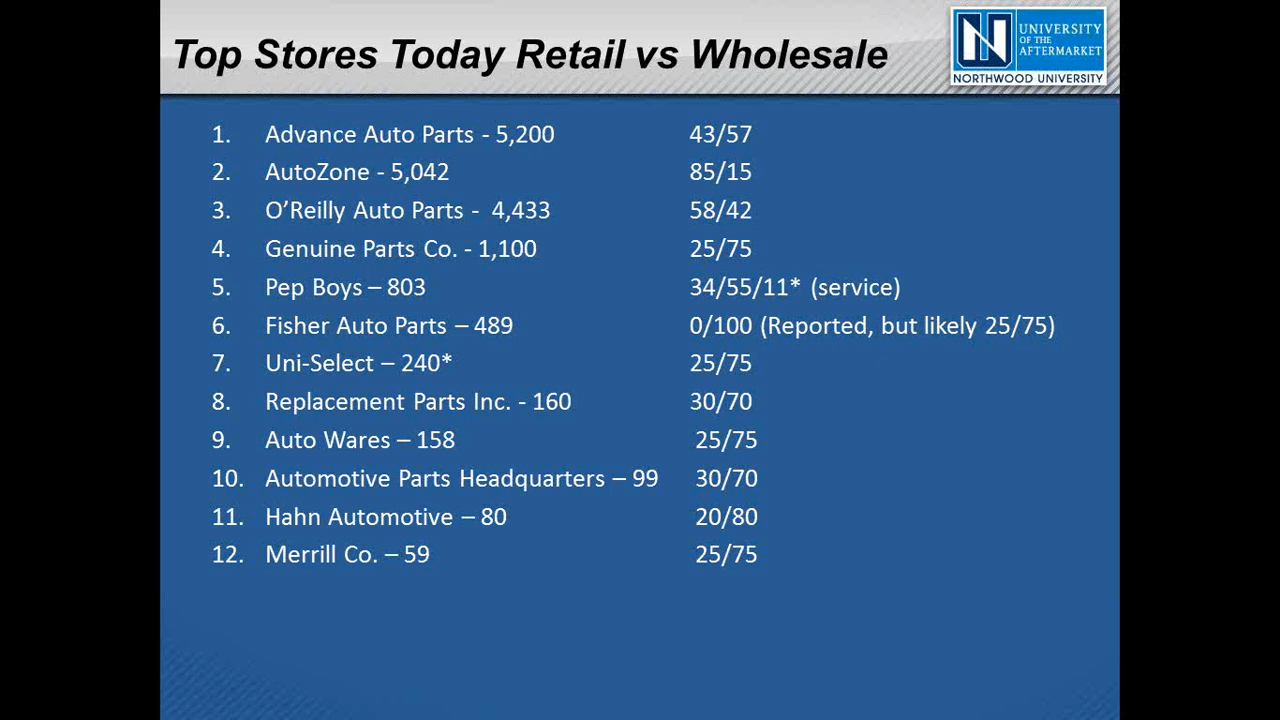 Top Stores Today Retail vs Wholesale
N UNIVERSITY
OF THE
AFTERMARKET
NORTHWOOD UNIVERSITY
1. Advance Auto Parts - 5,200 43/57
2. AutoZone - 5,042 85/15
3. O’Reilly Auto Parts - 4,433 58/42
4. Genuine Parts Co. - 1,100 25/75
5. Pep Boys – 803 34/55/11* (service)
6. Fisher Auto Parts – 489 0/100 (Reported, but likely 25/75)
7. Uni-Select – 240* 25/75
8. Replacement Parts Inc. - 160 30/70
9. Auto Wares – 158 25/75
10. Automotive Parts Headquarters – 99 30/70
11. Hahn Automotive – 80 20/80
12. Merrill Co. – 59 25/75